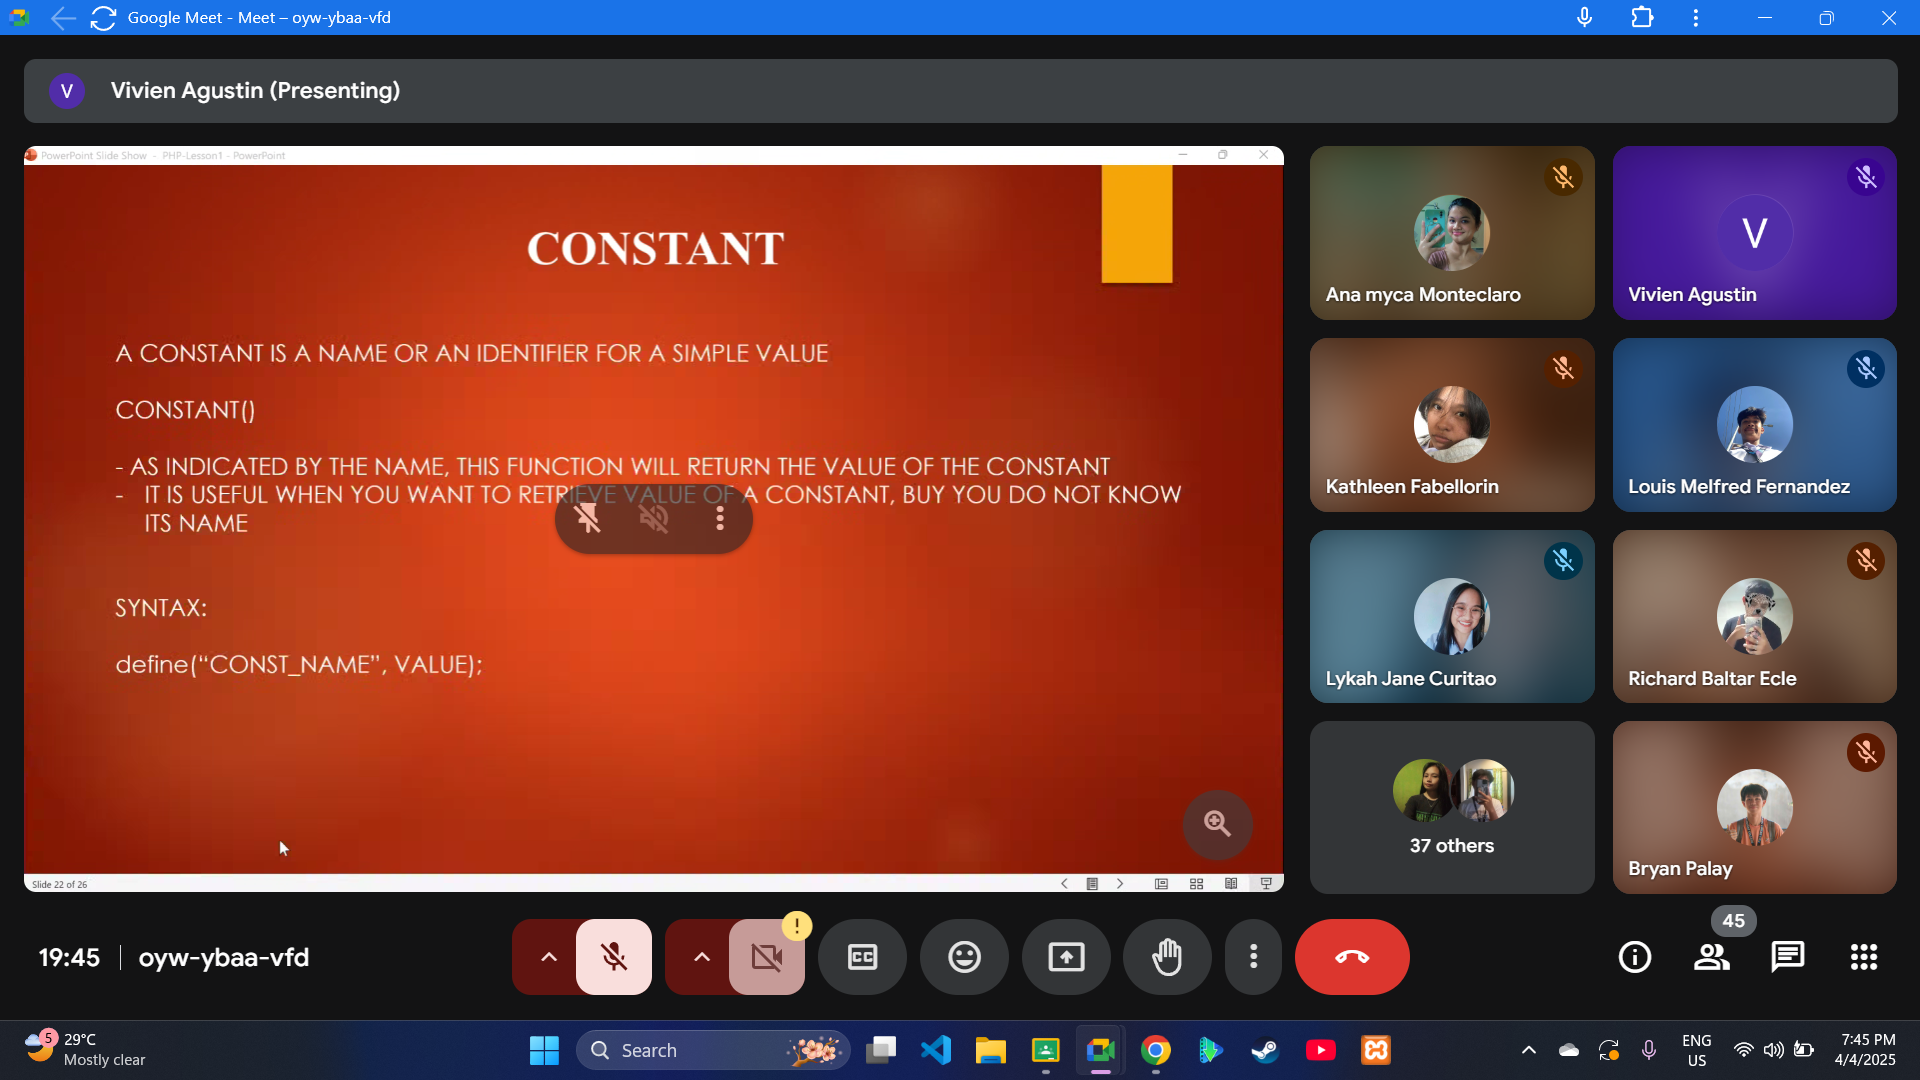 Google Meet - Meet – oyw-ybaa-vfd
V
Vivien Agustin (Presenting)
PowerPoint Slide Show - PHP-Lesson1 - PowerPoint
CONSTANT
A CONSTANT IS A NAME OR AN IDENTIFIER FOR A SIMPLE VALUE
CONSTANT()
- AS INDICATED BY THE NAME, THIS FUNCTION WILL RETURN THE VALUE OF THE CONSTANT
- IT IS USEFUL WHEN YOU WANT TO RETRIEVE VALUE OF A CONSTANT, BUY YOU DO NOT KNOW
ITS NAME
SYNTAX:
define(“CONST_NAME”, VALUE);
Slide 22 of 26
Ana myca Monteclaro
V
Vivien Agustin
Kathleen Fabellorin
Louis Melfred Fernandez
Lykah Jane Curitao
Richard Baltar Ecle
37 others
Bryan Palay
19:45
oyw-ybaa-vfd
!
CC
45
5
29°C
Mostly clear
Search
ENG
US
7:45 PM
4/4/2025